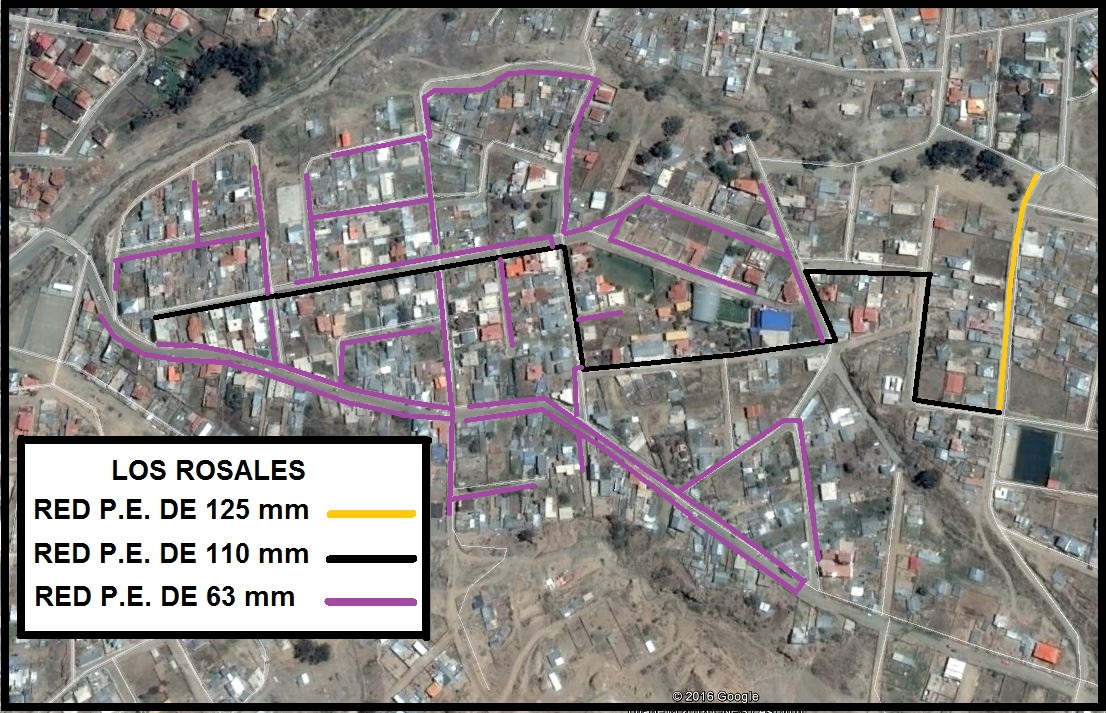 LOS ROSALES
RED P.E. DE 125 mm
RED P.E. DE 110 mm
RED P.E. DE 63 mm
© 2016 Google